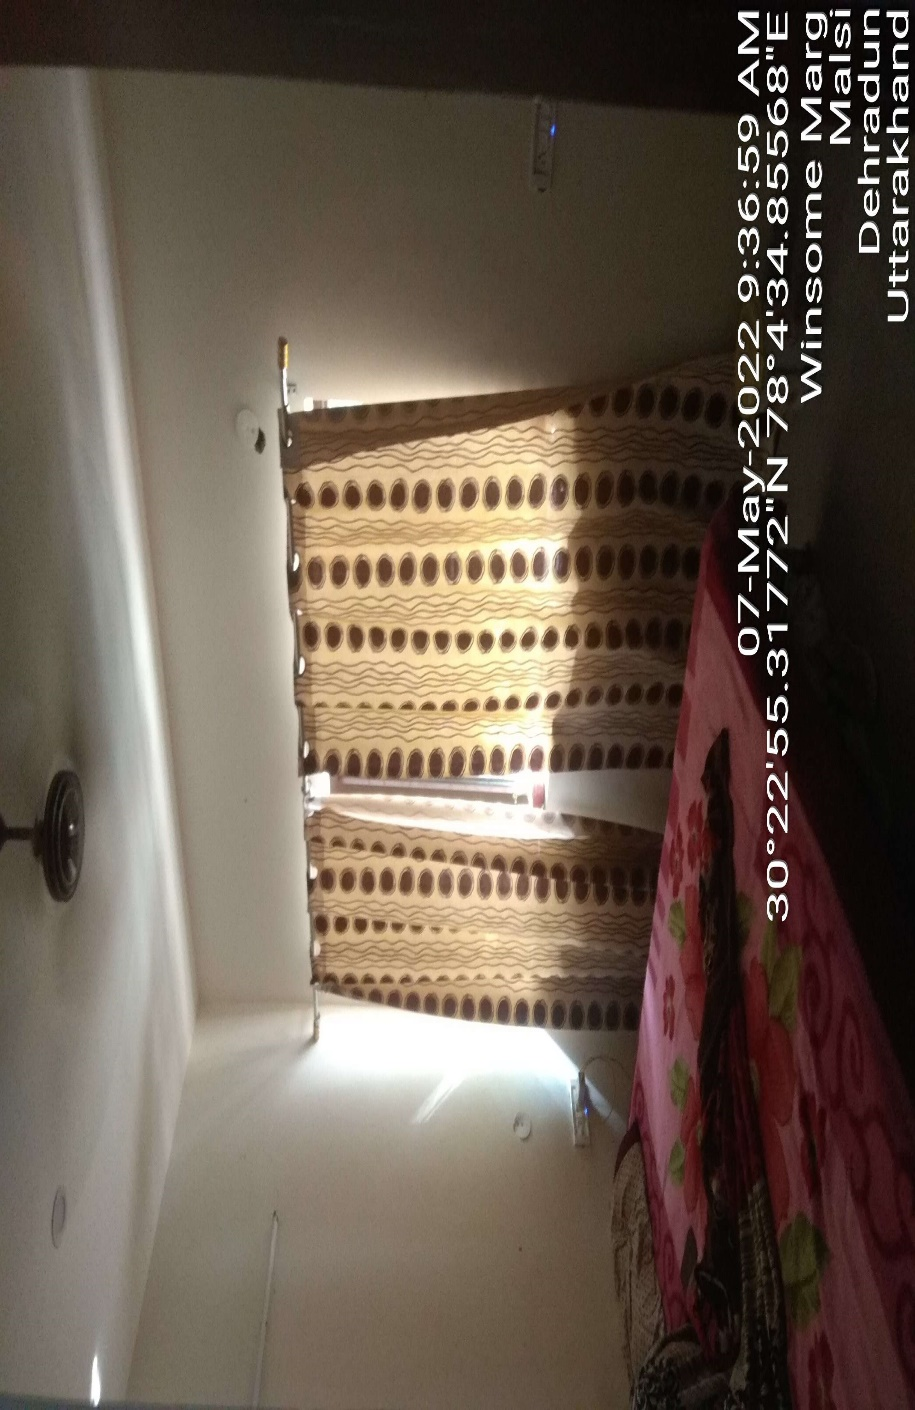 07-May-2022 9:36:59 AM
30°22'55.31772"N 78°4'34.85568"E
Winsome Marg
Malsi
Dehradun
Uttarakhand